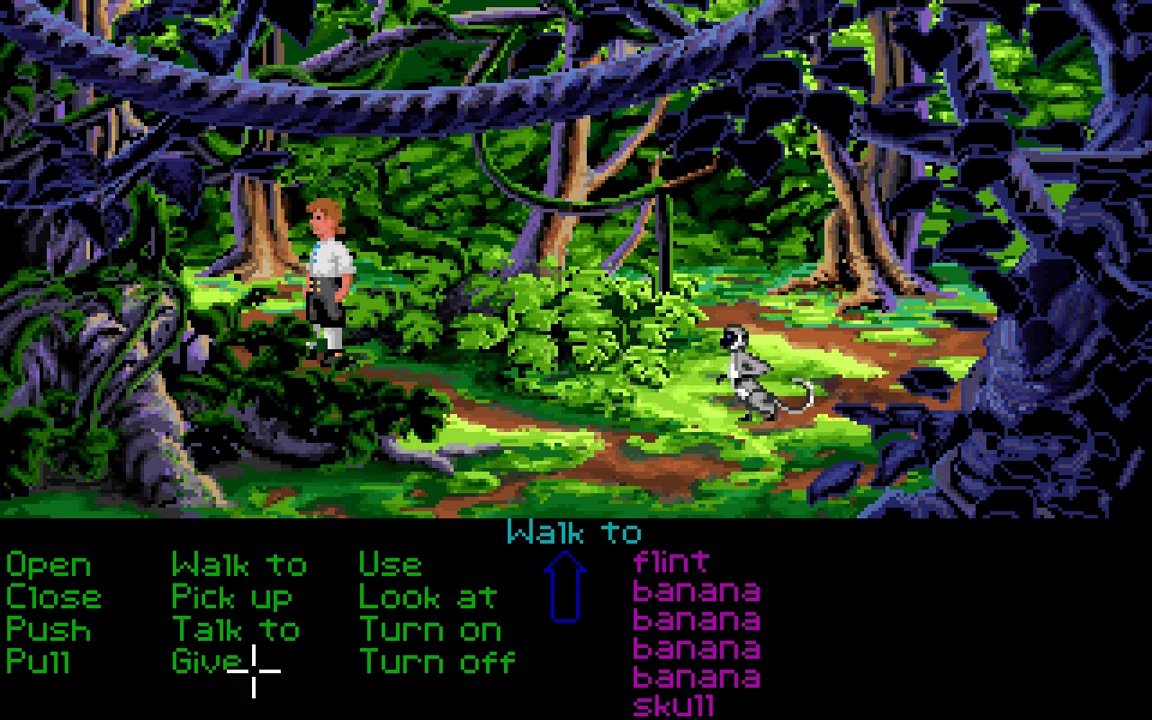 Walk to
Open Walk to Use
Close Pick up Look at
Push Talk to Turn on
Pull Give Turn off
flint
banana
banana
banana
banana
skull